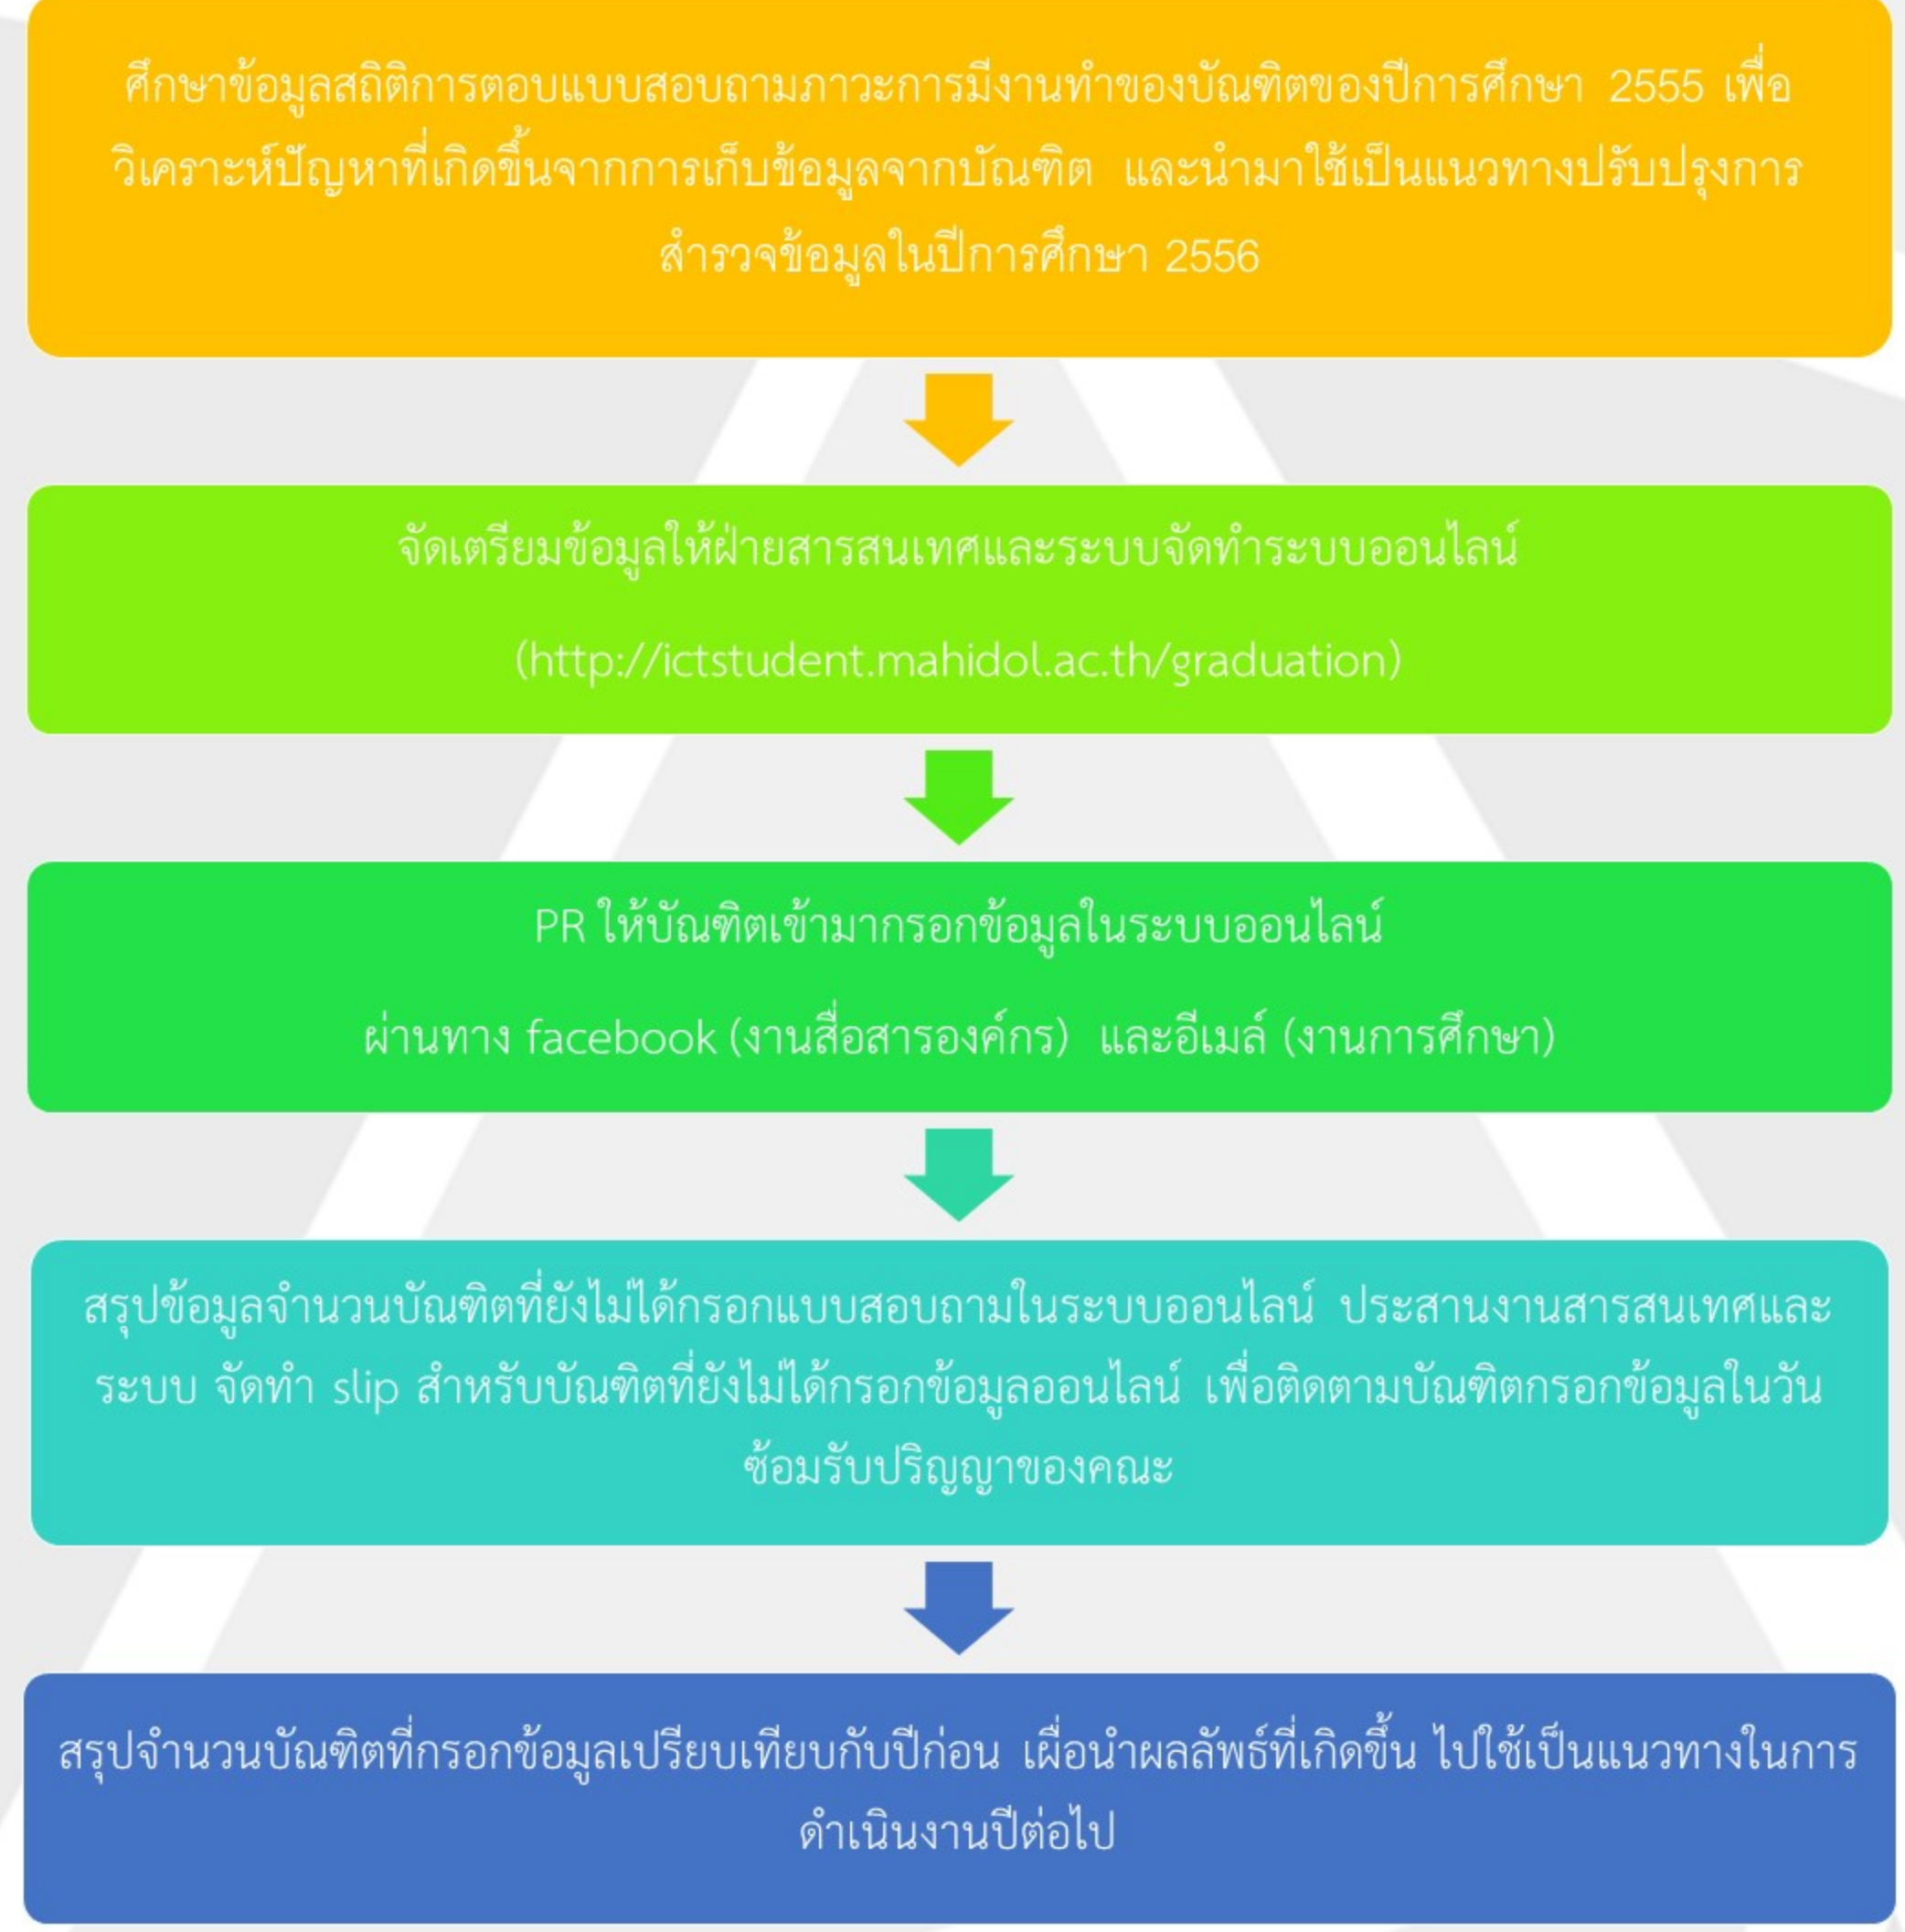 ศึกษาข้อมูลสถิติการตอบแบบสอบถามภาวะการมีงานทำของบัณฑิตของปีการศึกษา 2555 เพื่อ
วิเคราะห์ปัญหาที่เกิดขึ้นจากการเก็บข้อมูลจากบัณฑิต และนำมาใช้เป็นแนวทางปรับปรุงการ
สำรวจข้อมูลในปีการศึกษา 2556
จัดเตรียมข้อมูลให้ฝ่ายสารสนเทศและระบบจัดทำระบบออนไลน์
(http://ictstudent.mahidol.ac.th/graduation)
PR ให้บัณฑิตเข้ามากรอกข้อมูลในระบบออนไลน์
ผ่านทาง facebook (งานสื่อสารองค์กร) และอีเมล์ (งานการศึกษา)
สรุปข้อมูลจำนวนบัณฑิตที่ยังไม่ได้กรอกแบบสอบถามในระบบออนไลน์ ประสานงานสารสนเทศและ
ระบบ จัดทำ slip สำหรับบัณฑิตที่ยังไม่ได้กรอกข้อมูลออนไลน์ เพื่อติดตามบัณฑิตกรอกข้อมูลในวัน
ซ้อมรับปริญญาของคณะ
สรุปจำนวนบัณฑิตที่กรอกข้อมูลเปรียบเทียบกับปีก่อน เผื่อนำผลลัพธ์ที่เกิดขึ้น ไปใช้เป็นแนวทางในการ
ดำเนินงานปีต่อไป